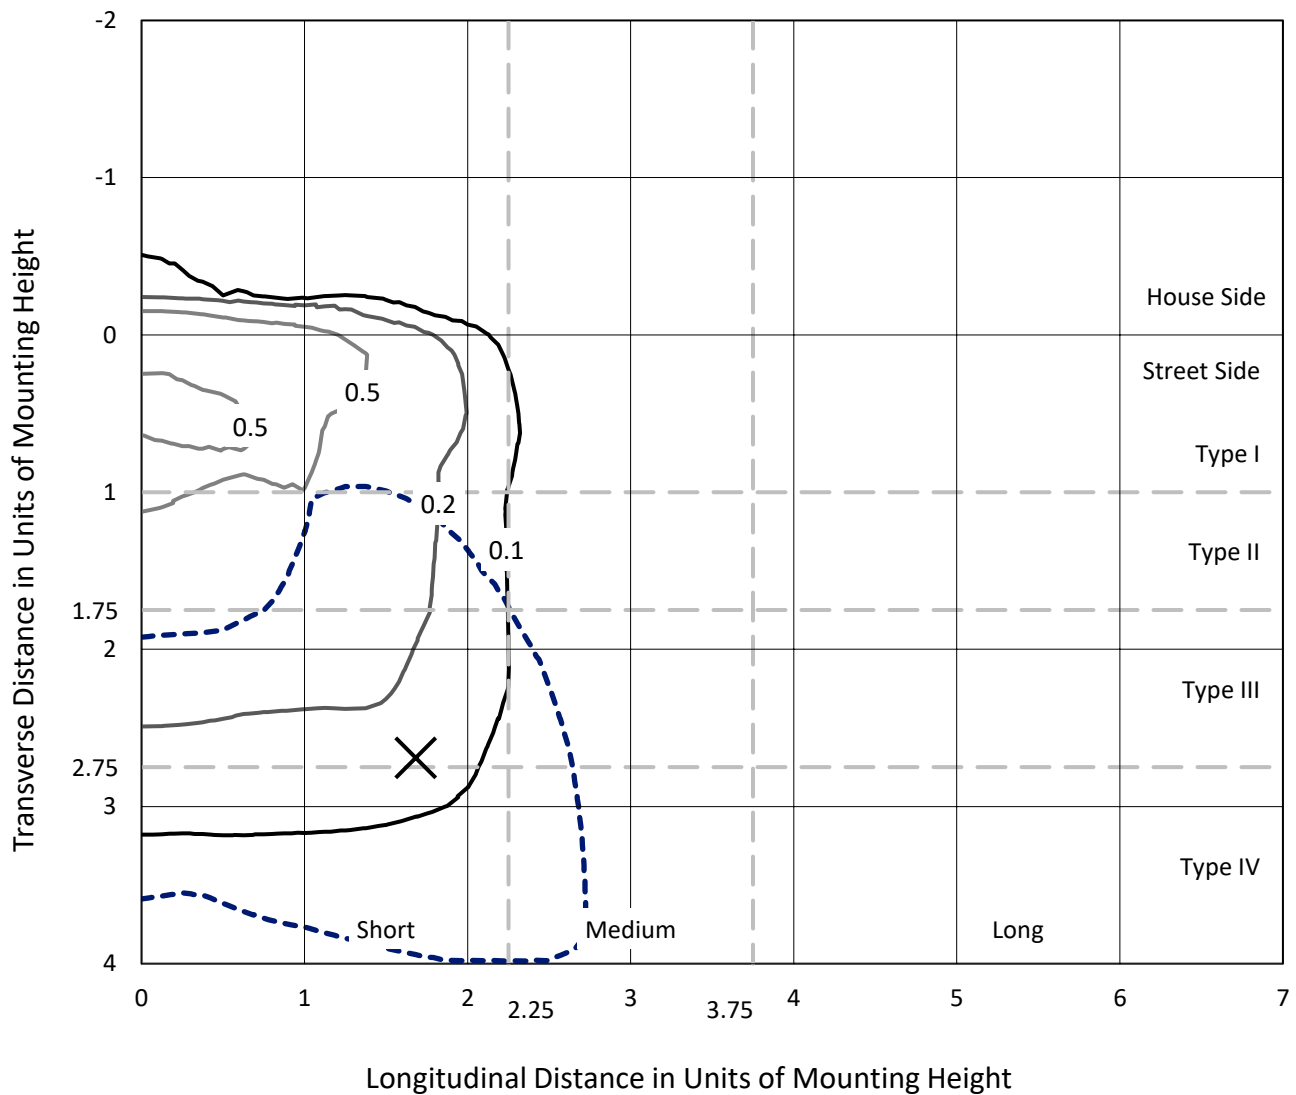 -2
-1
House Side
0
Street Side
0.5
0.5
Type I
1
0.2
0.1
Type II
1.75
2
Type III
2.75
3
Type IV
Short
Medium
Long
4
0
1
2
2.25
3
3.75
4
5
6
7
Transverse Distance in Units of Mounting Height
Longitudinal Distance in Units of Mounting Height